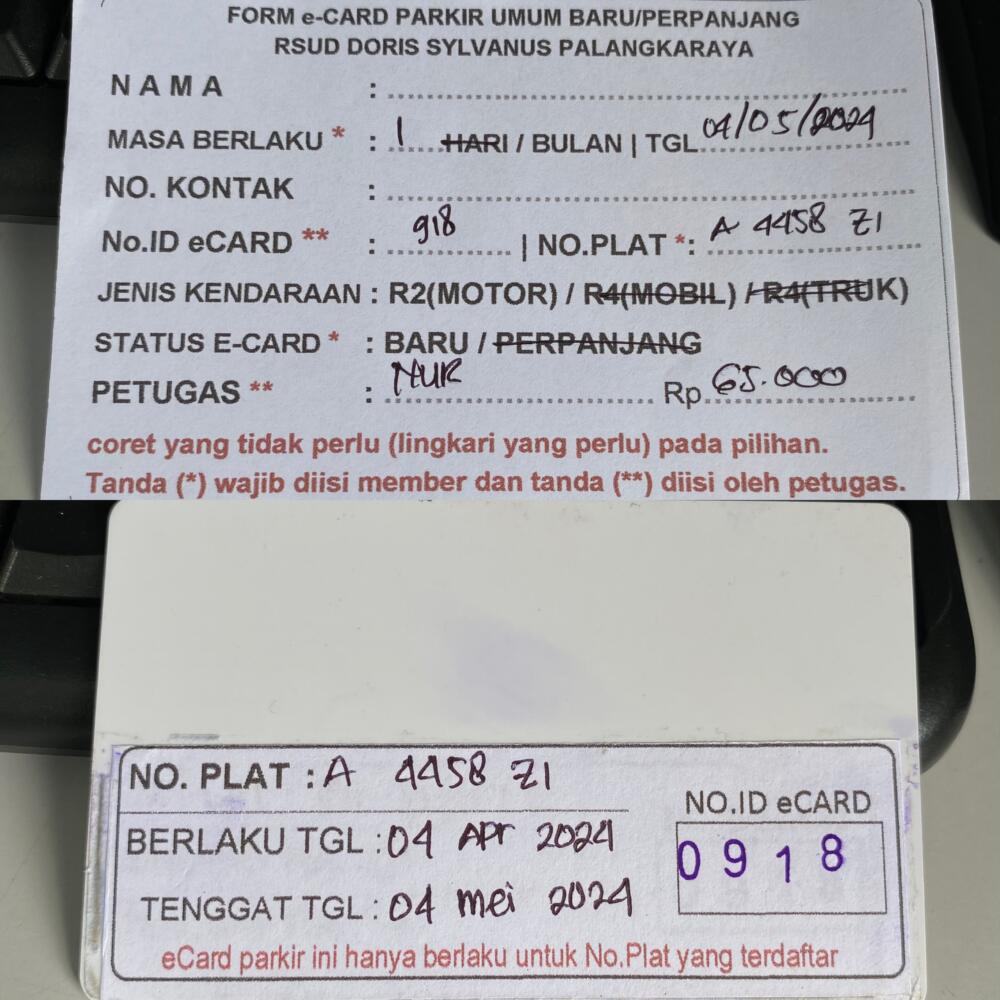 FORM e-CARD PARKIR UMUM BARU/PERPANJANG
RSUD DORIS SYLVANUS PALANGKARAYA
N A M A :
MASA BERLAKU * : 1 HARI / BULAN | TGL 04/05/2024
NO. KONTAK :
No.ID eCARD ** : 918 | NO.PLAT *: A 4458 ZI
JENIS KENDARAAN : R2(MOTOR) / R4(MOBIL) / R4(TRUK)
STATUS E-CARD * : BARU / PERPANJANG
PETUGAS ** : NUR Rp 65.000
coret yang tidak perlu (lingkari yang perlu) pada pilihan.
Tanda (*) wajib diisi member dan tanda (**) diisi oleh petugas.
NO. PLAT : A 4458 ZI
BERLAKU TGL : 04 Apr 2024
TENGGAT TGL : 04 mei 2024
NO.ID eCARD
0918
eCard parkir ini hanya berlaku untuk No.Plat yang terdaftar